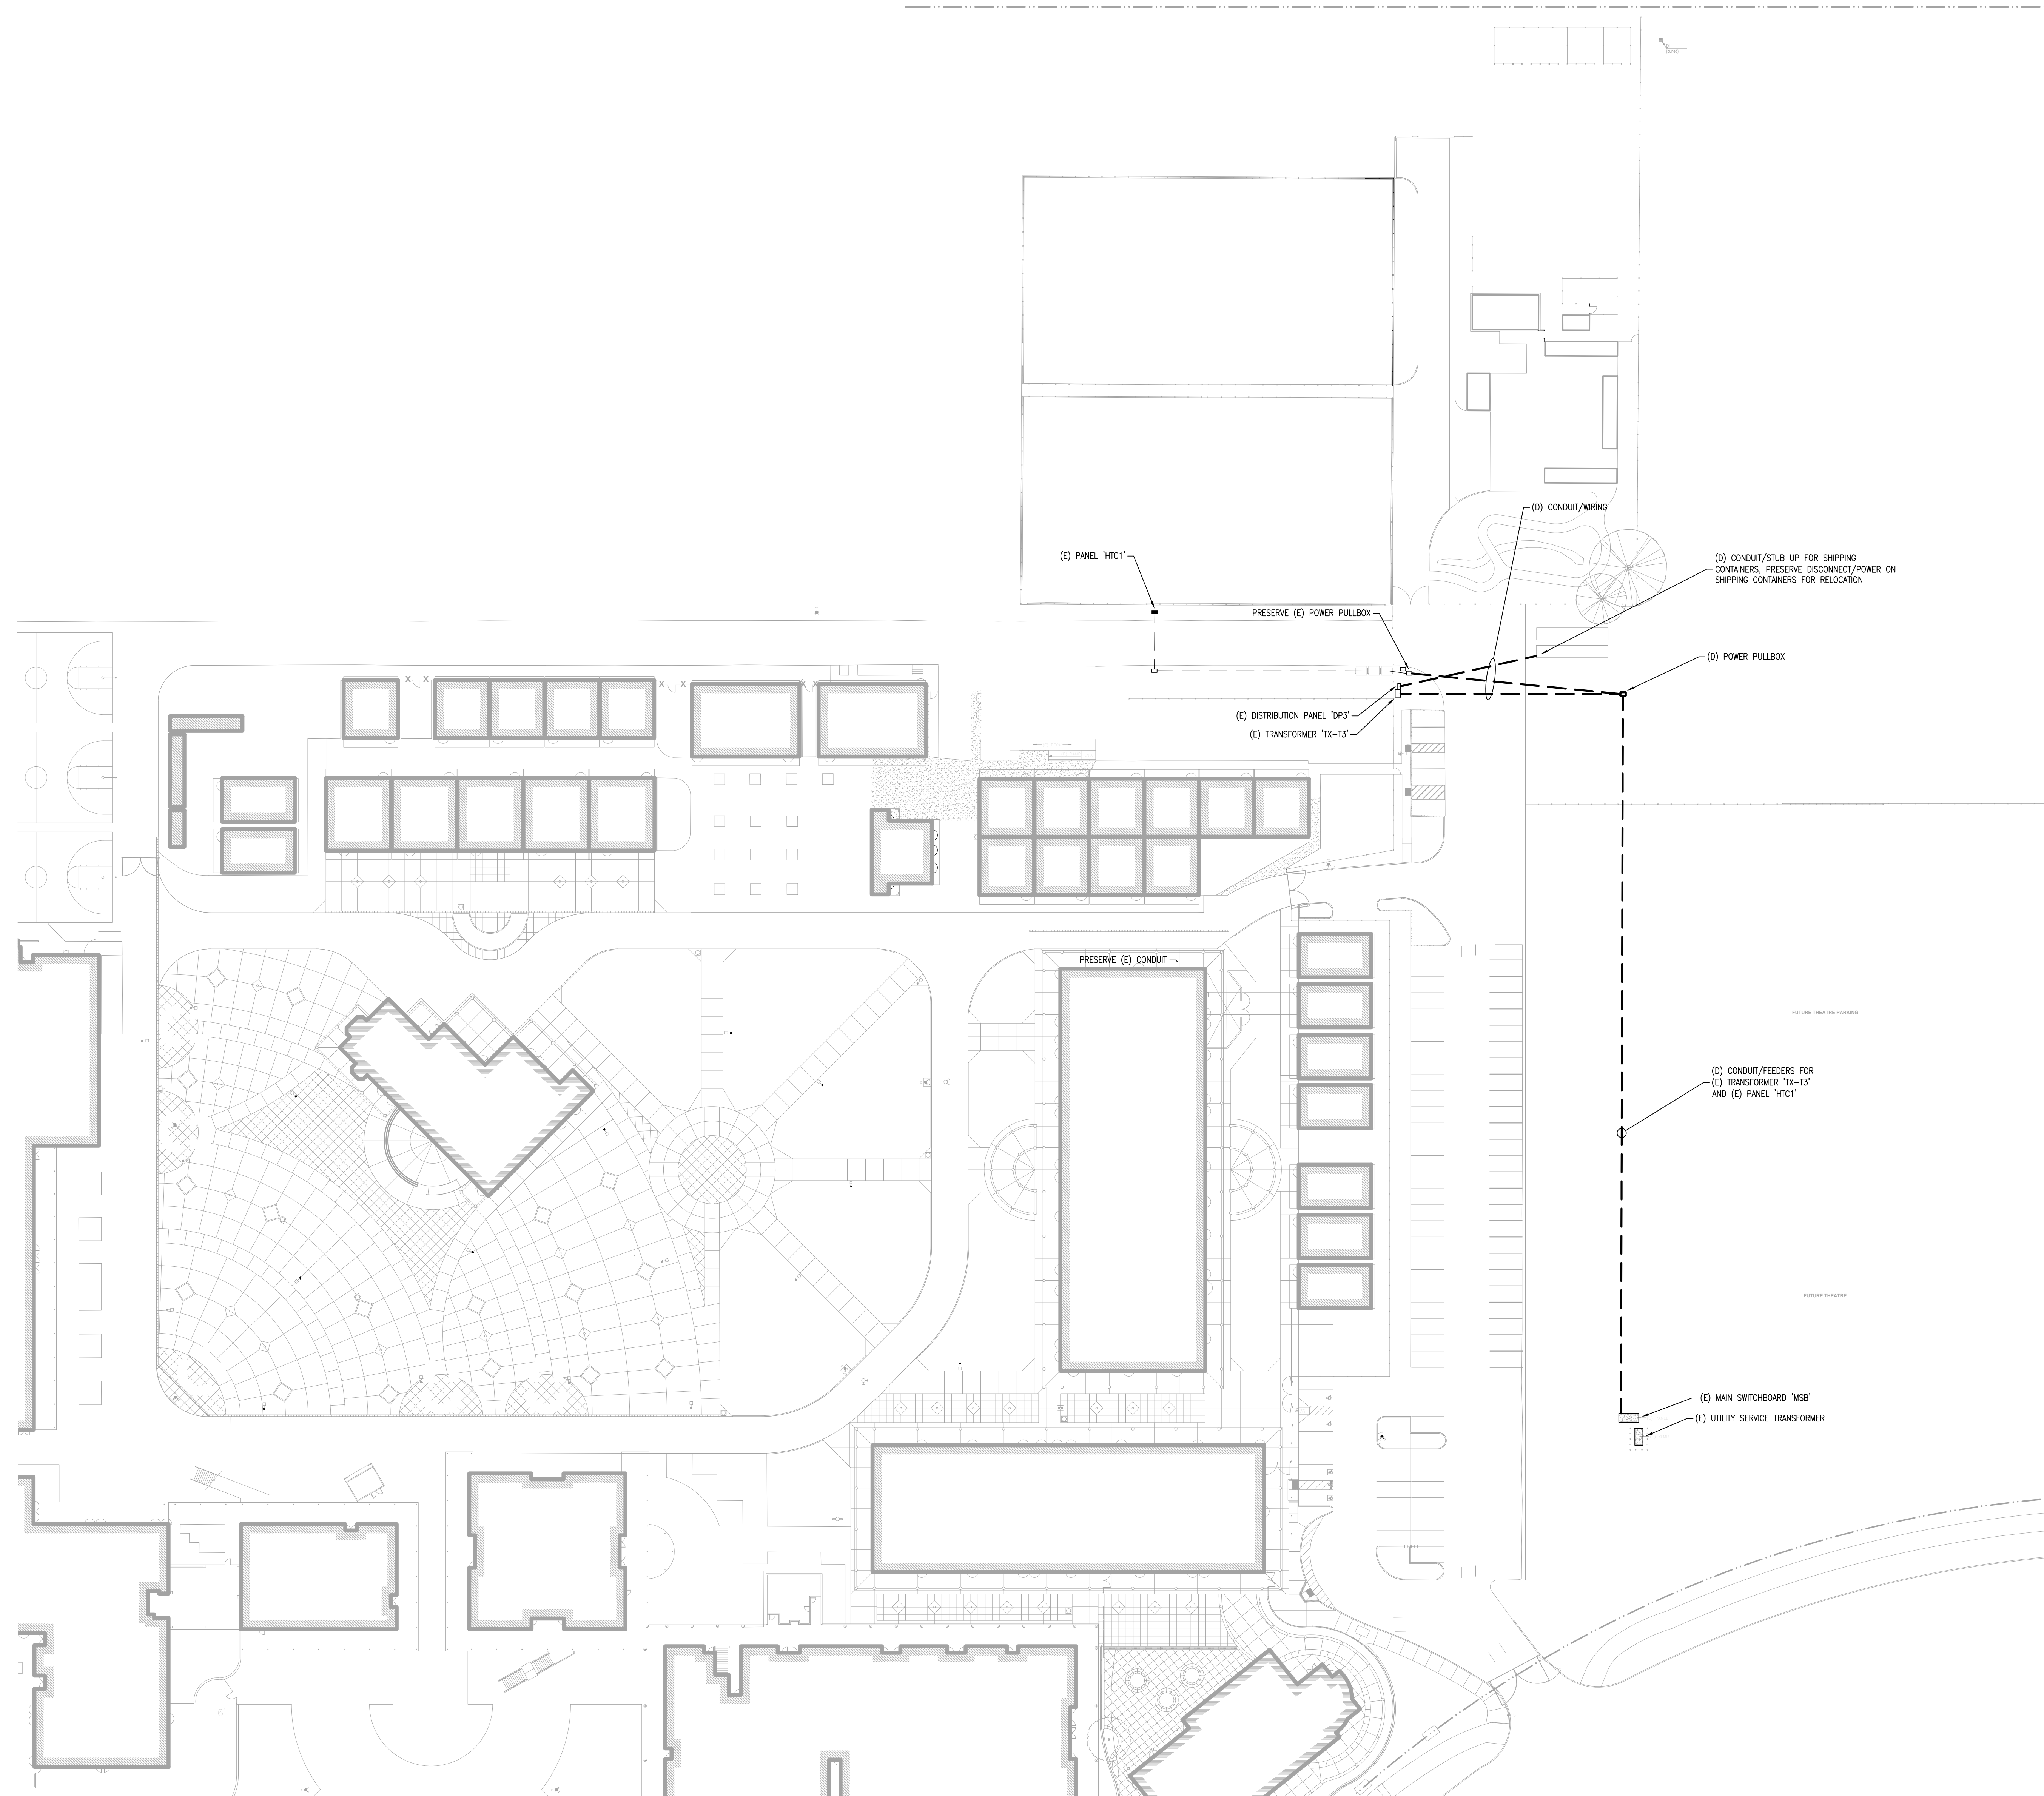 (D) CONDUIT/WIRING
(E) PANEL 'HTC1'
(D) CONDUIT/STUB UP FOR SHIPPING
CONTAINERS, PRESERVE DISCONNECT/POWER ON
SHIPPING CONTAINERS FOR RELOCATION
PRESERVE (E) POWER PULLBOX
(D) POWER PULLBOX
(E) DISTRIBUTION PANEL 'DP3'
(E) TRANSFORMER 'TX-T3'
PRESERVE (E) CONDUIT
FUTURE THEATRE PARKING
(D) CONDUIT/FEEDERS FOR
(E) TRANSFORMER 'TX-T3'
AND (E) PANEL 'HTC1'
FUTURE THEATRE
(E) MAIN SWITCHBOARD 'MSB'
(E) UTILITY SERVICE TRANSFORMER